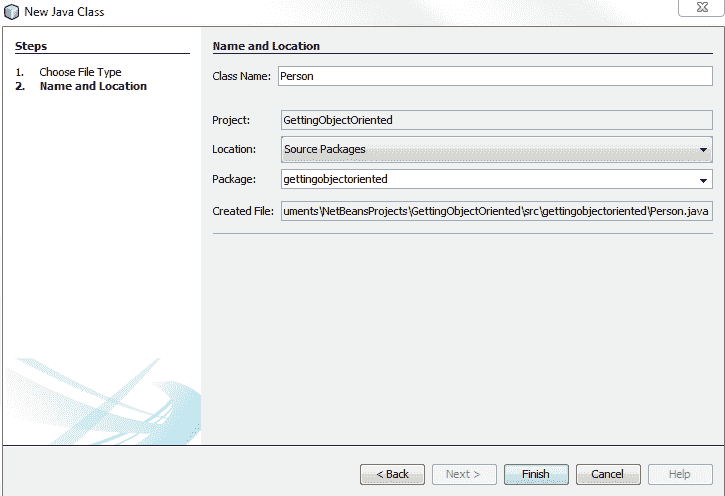 New Java Class
Steps
1. Choose File Type
2. Name and Location
Name and Location
Class Name: Person
Project: GettingObjectOriented
Location: Source Packages
Package: gettingobjectoriented
Created File: uments\NetBeansProjects\GettingObjectOriented\src\gettingobjectoriented\Person.java
< Back Next > Finish Cancel Help